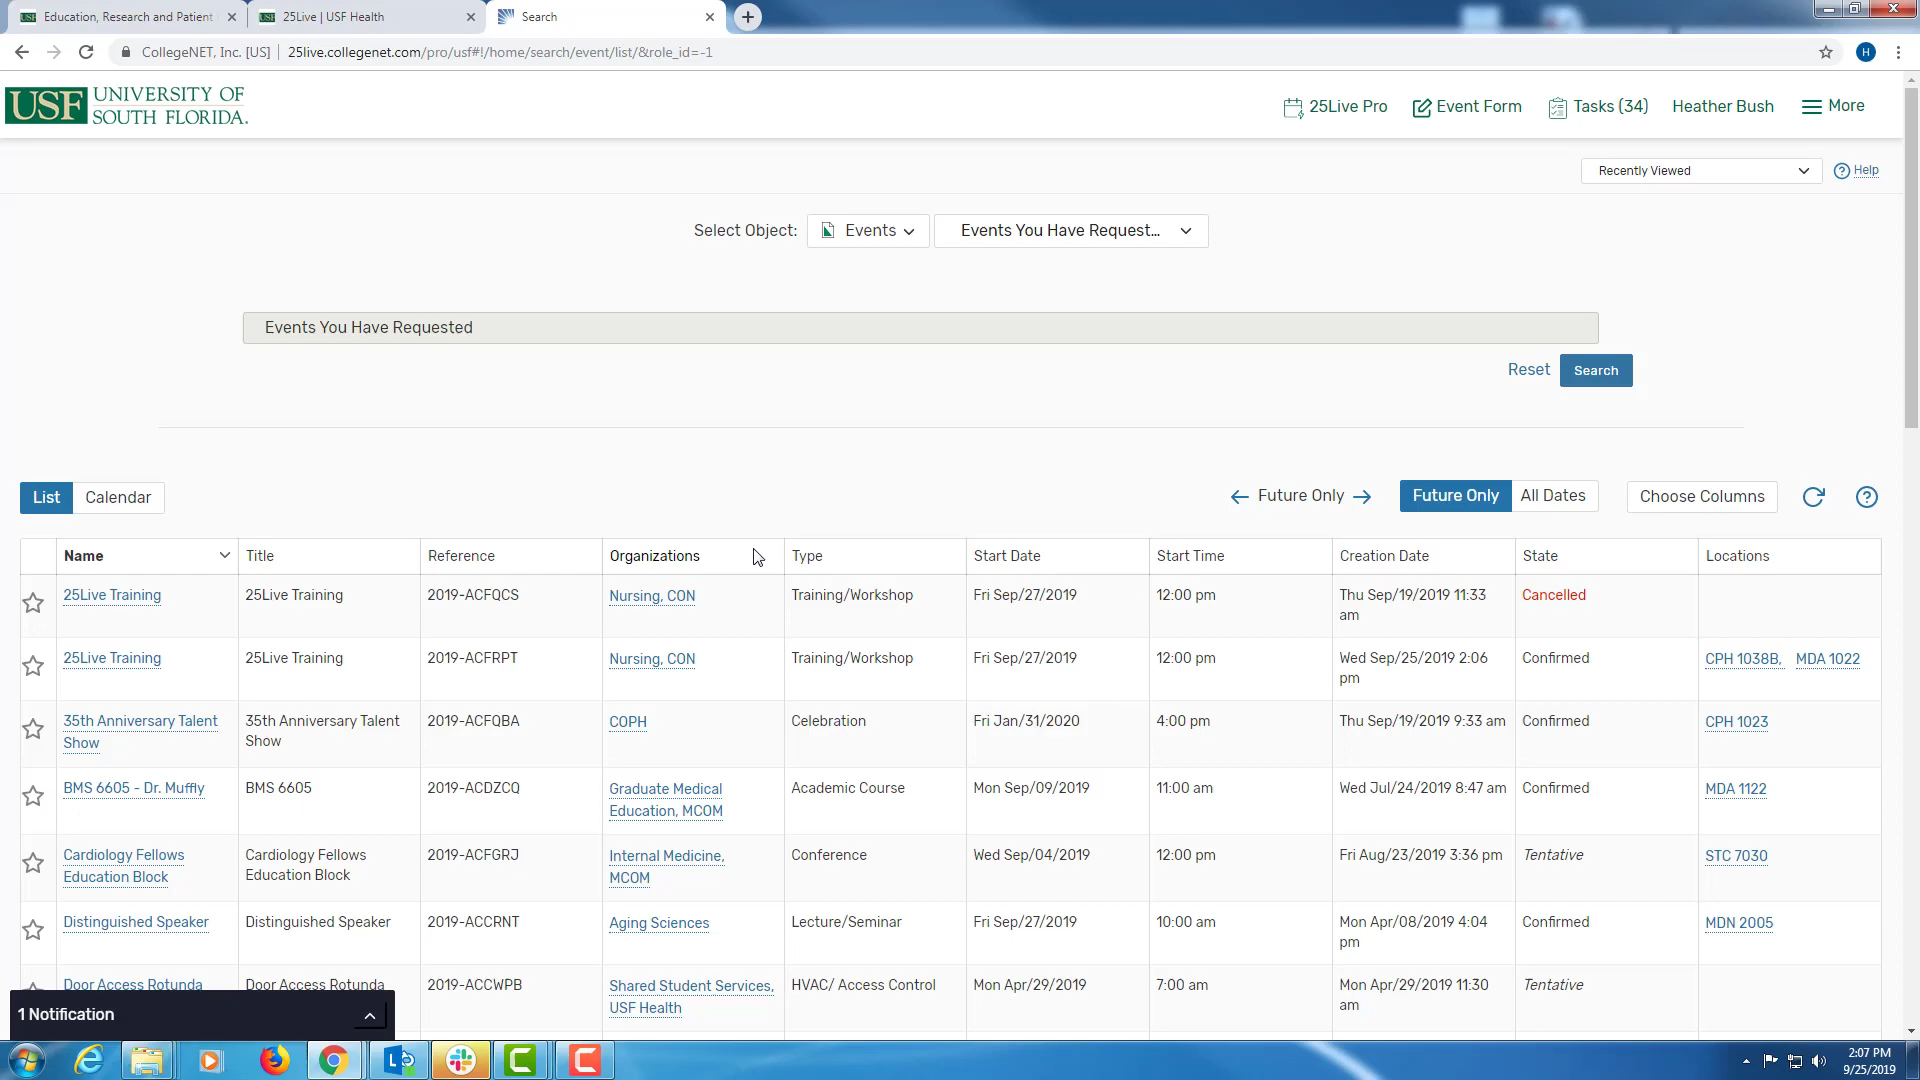 Education, Research and Patient
25Live | USF Health
Search
CollegeNET, Inc. [US]
25live.collegenet.com/pro/usf#!/home/search/event/list/&role_id=-1
H
USF UNIVERSITY OF
SOUTH FLORIDA.
25Live Pro
Event Form
Tasks (34)
Heather Bush
More
Recently Viewed
Help
Select Object:
Events
Events You Have Request...
Events You Have Requested
Reset
Search
List
Calendar
Future Only
Future Only
All Dates
Choose Columns
Name Title Reference Organizations Type Start Date Start Time Creation Date State Locations
25Live Training 25Live Training 2019-ACFQCS Nursing, CON Training/Workshop Fri Sep/27/2019 12:00 pm Thu Sep/19/2019 11:33 Cancelled
am
25Live Training 25Live Training 2019-ACFRPT Nursing, CON Training/Workshop Fri Sep/27/2019 12:00 pm Wed Sep/25/2019 2:06 Confirmed CPH 1038B, MDA 1022
pm
35th Anniversary Talent 35th Anniversary Talent 2019-ACFQBA COPH Celebration Fri Jan/31/2020 4:00 pm Thu Sep/19/2019 9:33 am Confirmed CPH 1023
Show Show
BMS 6605 - Dr. Muffly BMS 6605 2019-ACDZCQ Graduate Medical Academic Course Mon Sep/09/2019 11:00 am Wed Jul/24/2019 8:47 am Confirmed MDA 1122
Education, MCOM
Cardiology Fellows Cardiology Fellows 2019-ACFGRJ Internal Medicine, Conference Wed Sep/04/2019 12:00 pm Fri Aug/23/2019 3:36 pm Tentative STC 7030
Education Block Education Block MCOM
Distinguished Speaker Distinguished Speaker 2019-ACCRNT Aging Sciences Lecture/Seminar Fri Sep/27/2019 10:00 am Mon Apr/08/2019 4:04 Confirmed MDN 2005
pm
Door Access Rotunda Door Access Rotunda 2019-ACCWPB Shared Student Services, HVAC/ Access Control Mon Apr/29/2019 7:00 am Mon Apr/29/2019 11:30 Tentative
USF Health am
1 Notification
2:07 PM
9/25/2019